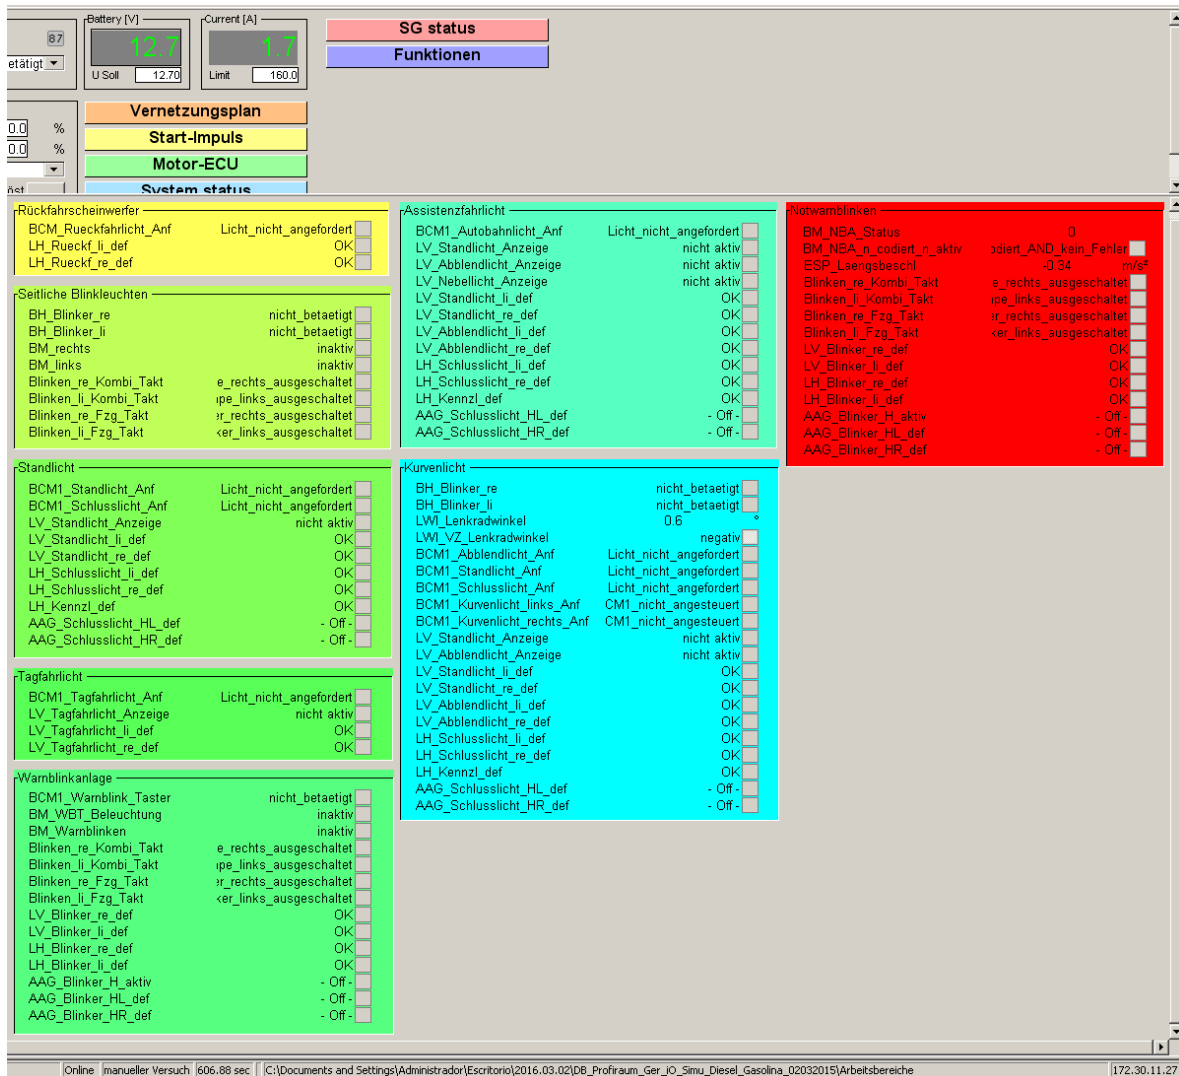 Battery [V]
Current [A]
SG status
87
12.7
1.7
Funktionen
etätigt
U Soll 12.70
Limit 160.0
Vernetzungsplan
0.0 %
Start-Impuls
0.0 %
Motor-ECU
System status
Rückfahrscheinwerfer
BCM_Rueckfahrlicht_Anf Licht_nicht_angefordert
LH_Rueckf_li_def OK
LH_Rueckf_re_def OK
Seitliche Blinkleuchten
BH_Blinker_re nicht_betaetigt
BH_Blinker_li nicht_betaetigt
BM_rechts inaktiv
BM_links inaktiv
Blinken_re_Kombi_Takt e_rechts_ausgeschaltet
Blinken_li_Kombi_Takt pe_links_ausgeschaltet
Blinken_re_Fzg_Takt er_rechts_ausgeschaltet
Blinken_li_Fzg_Takt ker_links_ausgeschaltet
Standlicht
BCM1_Standlicht_Anf Licht_nicht_angefordert
BCM1_Schlusslicht_Anf Licht_nicht_angefordert
LV_Standlicht_Anzeige nicht aktiv
LV_Standlicht_li_def OK
LV_Standlicht_re_def OK
LH_Schlusslicht_li_def OK
LH_Schlusslicht_re_def OK
LH_Kennzl_def OK
AAG_Schlusslicht_HL_def - Off -
AAG_Schlusslicht_HR_def - Off -
Tagfahrlicht
BCM1_Tagfahrlicht_Anf Licht_nicht_angefordert
LV_Tagfahrlicht_Anzeige nicht aktiv
LV_Tagfahrlicht_li_def OK
LV_Tagfahrlicht_re_def OK
Warnblinkanlage
BCM1_Warnblink_Taster nicht_betaetigt
BM_WBT_Beleuchtung inaktiv
BM_Warnblinken inaktiv
Blinken_re_Kombi_Takt e_rechts_ausgeschaltet
Blinken_li_Kombi_Takt pe_links_ausgeschaltet
Blinken_re_Fzg_Takt er_rechts_ausgeschaltet
Blinken_li_Fzg_Takt ker_links_ausgeschaltet
LV_Blinker_re_def OK
LV_Blinker_li_def OK
LH_Blinker_re_def OK
LH_Blinker_li_def OK
AAG_Blinker_H_aktiv - Off -
AAG_Blinker_HL_def - Off -
AAG_Blinker_HR_def - Off -
Assistenzfahrlicht
BCM1_Autobahnlicht_Anf Licht_nicht_angefordert
LV_Standlicht_Anzeige nicht aktiv
LV_Abblendlicht_Anzeige nicht aktiv
LV_Nebellicht_Anzeige nicht aktiv
LV_Standlicht_li_def OK
LV_Standlicht_re_def OK
LV_Abblendlicht_li_def OK
LV_Abblendlicht_re_def OK
LH_Schlusslicht_li_def OK
LH_Schlusslicht_re_def OK
LH_Kennzl_def OK
AAG_Schlusslicht_HL_def - Off -
AAG_Schlusslicht_HR_def - Off -
Kurvenlicht
BH_Blinker_re nicht_betaetigt
BH_Blinker_li nicht_betaetigt
LWI_Lenkradwinkel 0.6 °
LWI_VZ_Lenkradwinkel negativ
BCM1_Abblendlicht_Anf Licht_nicht_angefordert
BCM1_Standlicht_Anf Licht_nicht_angefordert
BCM1_Schlusslicht_Anf Licht_nicht_angefordert
BCM1_Kurvenlicht_links_Anf CM1_nicht_angesteuert
BCM1_Kurvenlicht_rechts_Anf CM1_nicht_angesteuert
LV_Standlicht_Anzeige nicht aktiv
LV_Abblendlicht_Anzeige nicht aktiv
LV_Standlicht_li_def OK
LV_Standlicht_re_def OK
LV_Abblendlicht_li_def OK
LV_Abblendlicht_re_def OK
LH_Schlusslicht_li_def OK
LH_Schlusslicht_re_def OK
LH_Kennzl_def OK
AAG_Schlusslicht_HL_def - Off -
AAG_Schlusslicht_HR_def - Off -
Notwarnblinken
BM_NBA_Status 0
BM_NBA_n_codiert_n_aktiv odiert_AND_kein_Fehler
ESP_Laengsbeschl -0.34 m/s²
Blinken_re_Kombi_Takt e_rechts_ausgeschaltet
Blinken_li_Kombi_Takt pe_links_ausgeschaltet
Blinken_re_Fzg_Takt er_rechts_ausgeschaltet
Blinken_li_Fzg_Takt ker_links_ausgeschaltet
LV_Blinker_re_def OK
LV_Blinker_li_def OK
LH_Blinker_re_def OK
LH_Blinker_li_def OK
AAG_Blinker_H_aktiv - Off -
AAG_Blinker_HL_def - Off -
AAG_Blinker_HR_def - Off -
Online manueller Versuch 606.88 sec C:\Documents and Settings\Administrador\Escritorio\2016.03.02\DB_Profiraum_Ger_iO_Simu_Diesel_Gasolina_02032015\Arbeitsbereiche 172.30.11.27